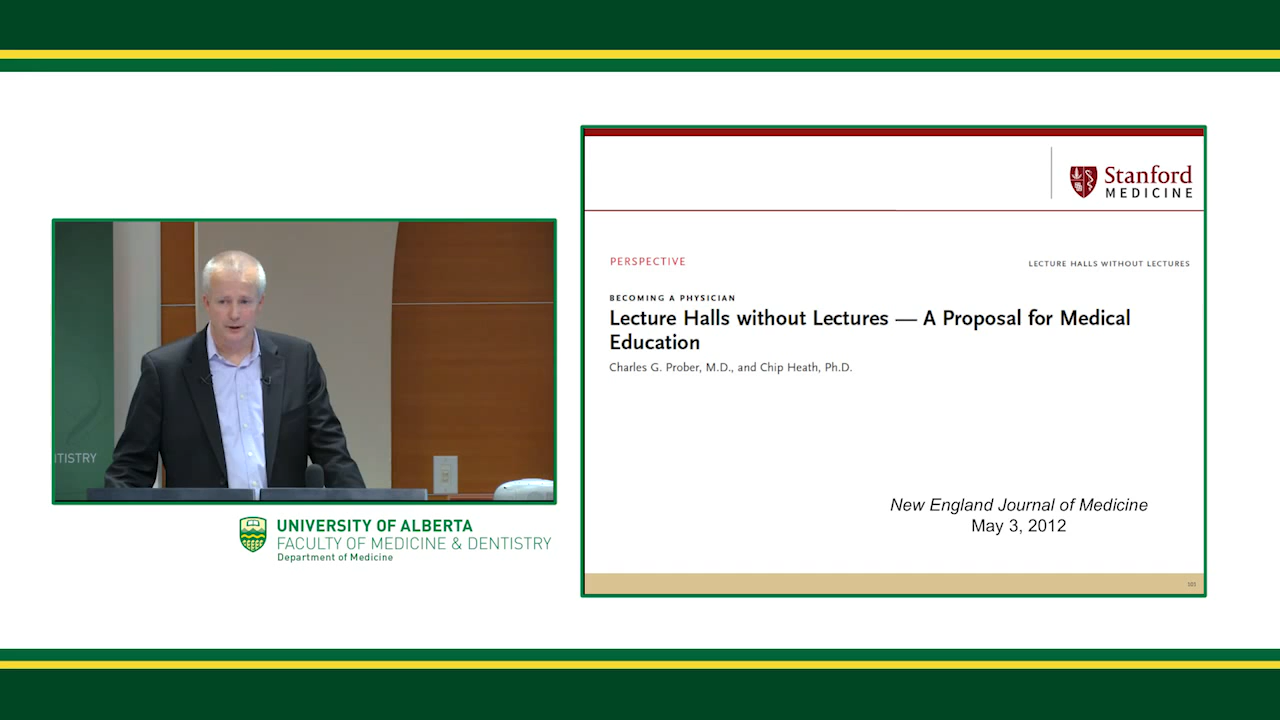 TISTRY
UNIVERSITY OF ALBERTA
FACULTY OF MEDICINE & DENTISTRY
Department of Medicine
Stanford
MEDICINE
PERSPECTIVE
LECTURE HALLS WITHOUT LECTURES
BECOMING A PHYSICIAN
Lecture Halls without Lectures — A Proposal for Medical
Education
Charles G. Prober, M.D., and Chip Heath, Ph.D.
New England Journal of Medicine
May 3, 2012